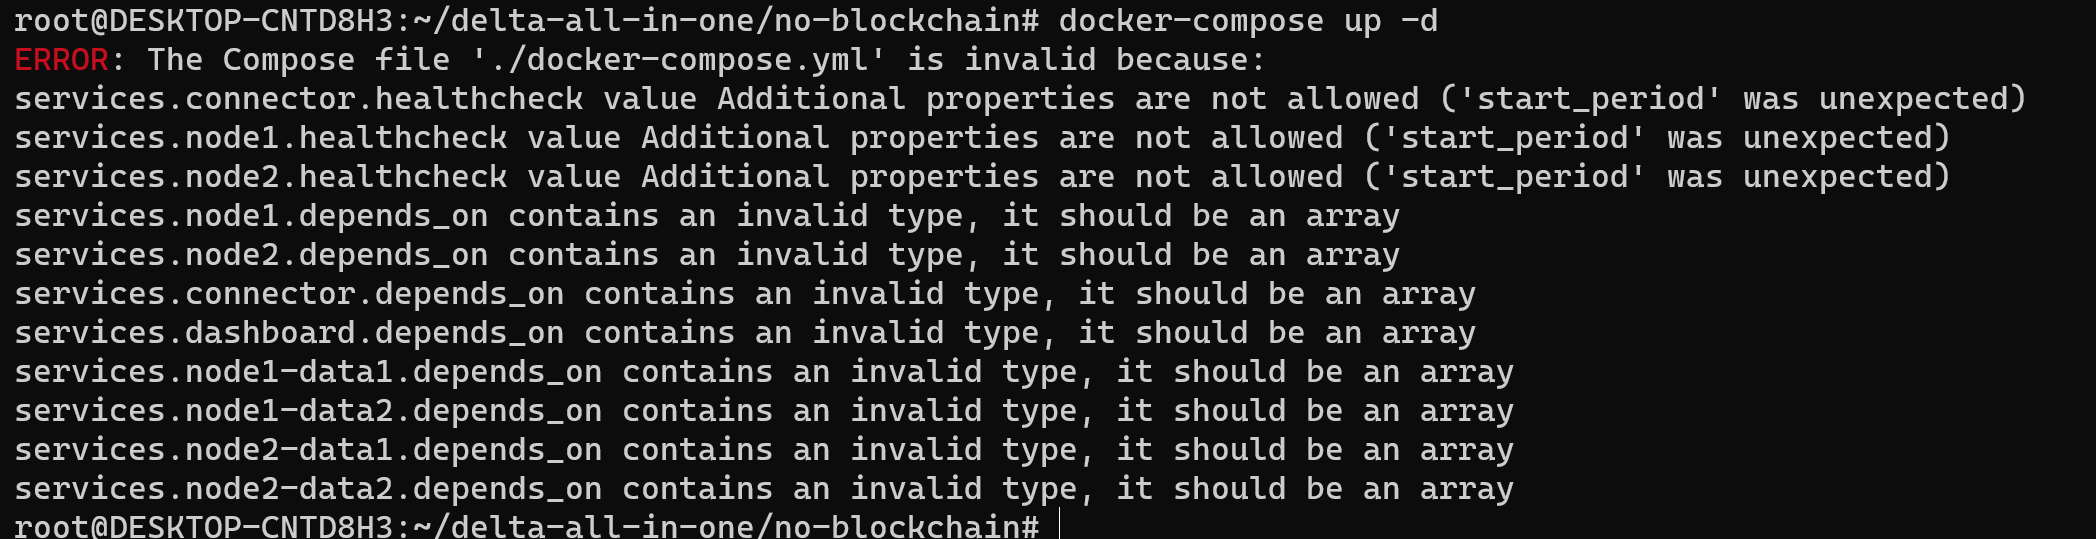 root@DESKTOP-CNTD8H3:~/delta-all-in-one/no-blockchain# docker-compose up -d
ERROR: The Compose file './docker-compose.yml' is invalid because:
services.connector.healthcheck value Additional properties are not allowed ('start_period' was unexpected)
services.node1.healthcheck value Additional properties are not allowed ('start_period' was unexpected)
services.node2.healthcheck value Additional properties are not allowed ('start_period' was unexpected)
services.node1.depends_on contains an invalid type, it should be an array
services.node2.depends_on contains an invalid type, it should be an array
services.connector.depends_on contains an invalid type, it should be an array
services.dashboard.depends_on contains an invalid type, it should be an array
services.node1-data1.depends_on contains an invalid type, it should be an array
services.node1-data2.depends_on contains an invalid type, it should be an array
services.node2-data1.depends_on contains an invalid type, it should be an array
services.node2-data2.depends_on contains an invalid type, it should be an array
root@DESKTOP-CNTD8H3:~/delta-all-in-one/no-blockchain#